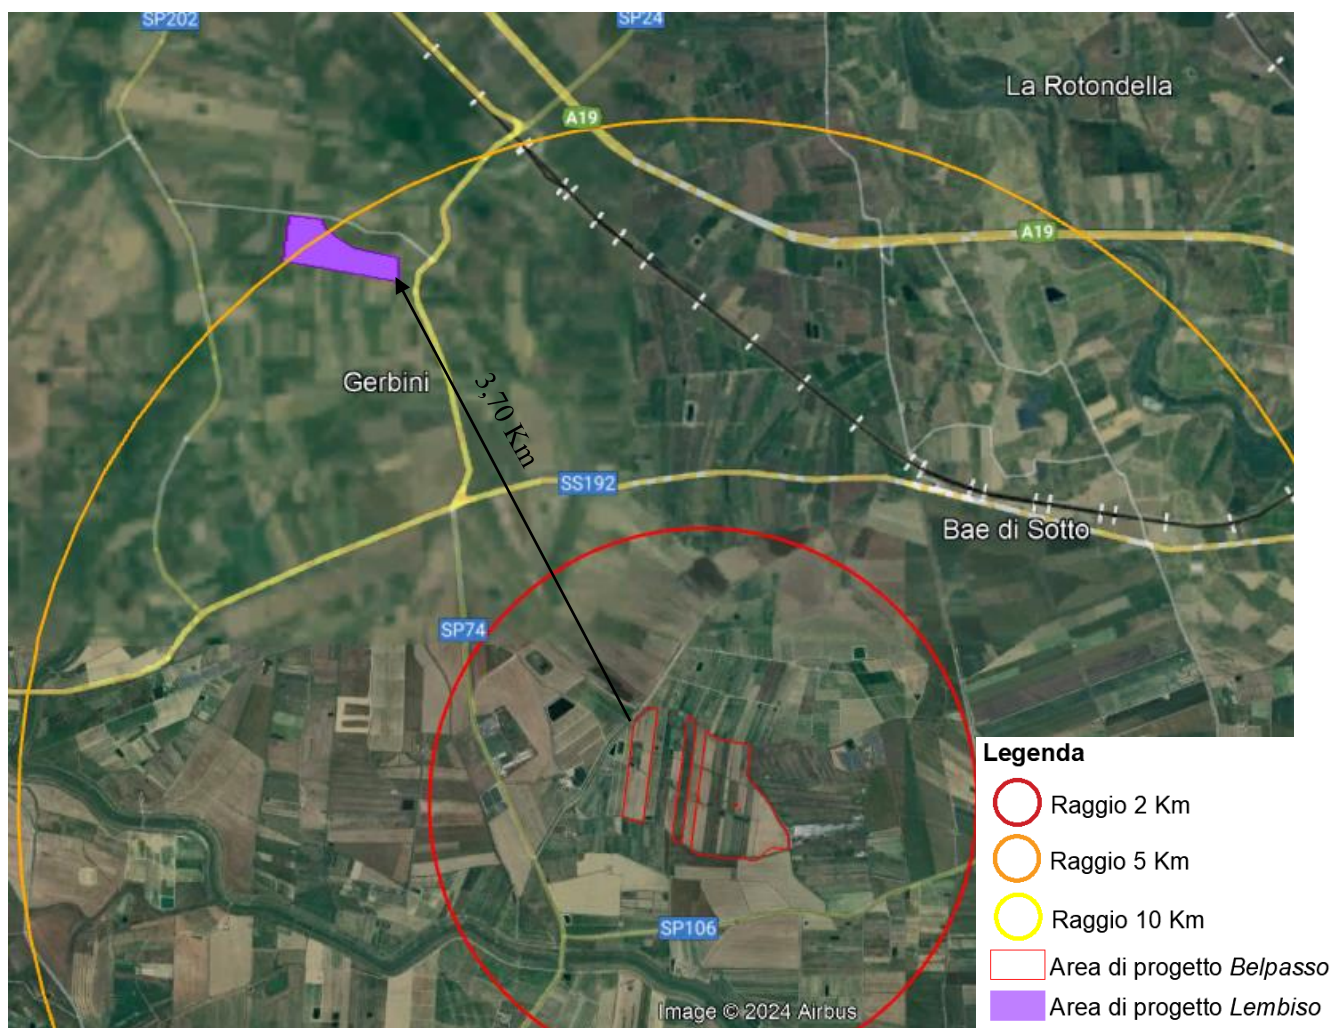 SP202
SP24
La Rotondella
A19
A19
Gerbini
3,70 Km
SS192
Bae di Sotto
SP74
SP106
Image © 2024 Airbus
Legenda
Raggio 2 Km
Raggio 5 Km
Raggio 10 Km
Area di progetto Belpasso
Area di progetto Lembiso